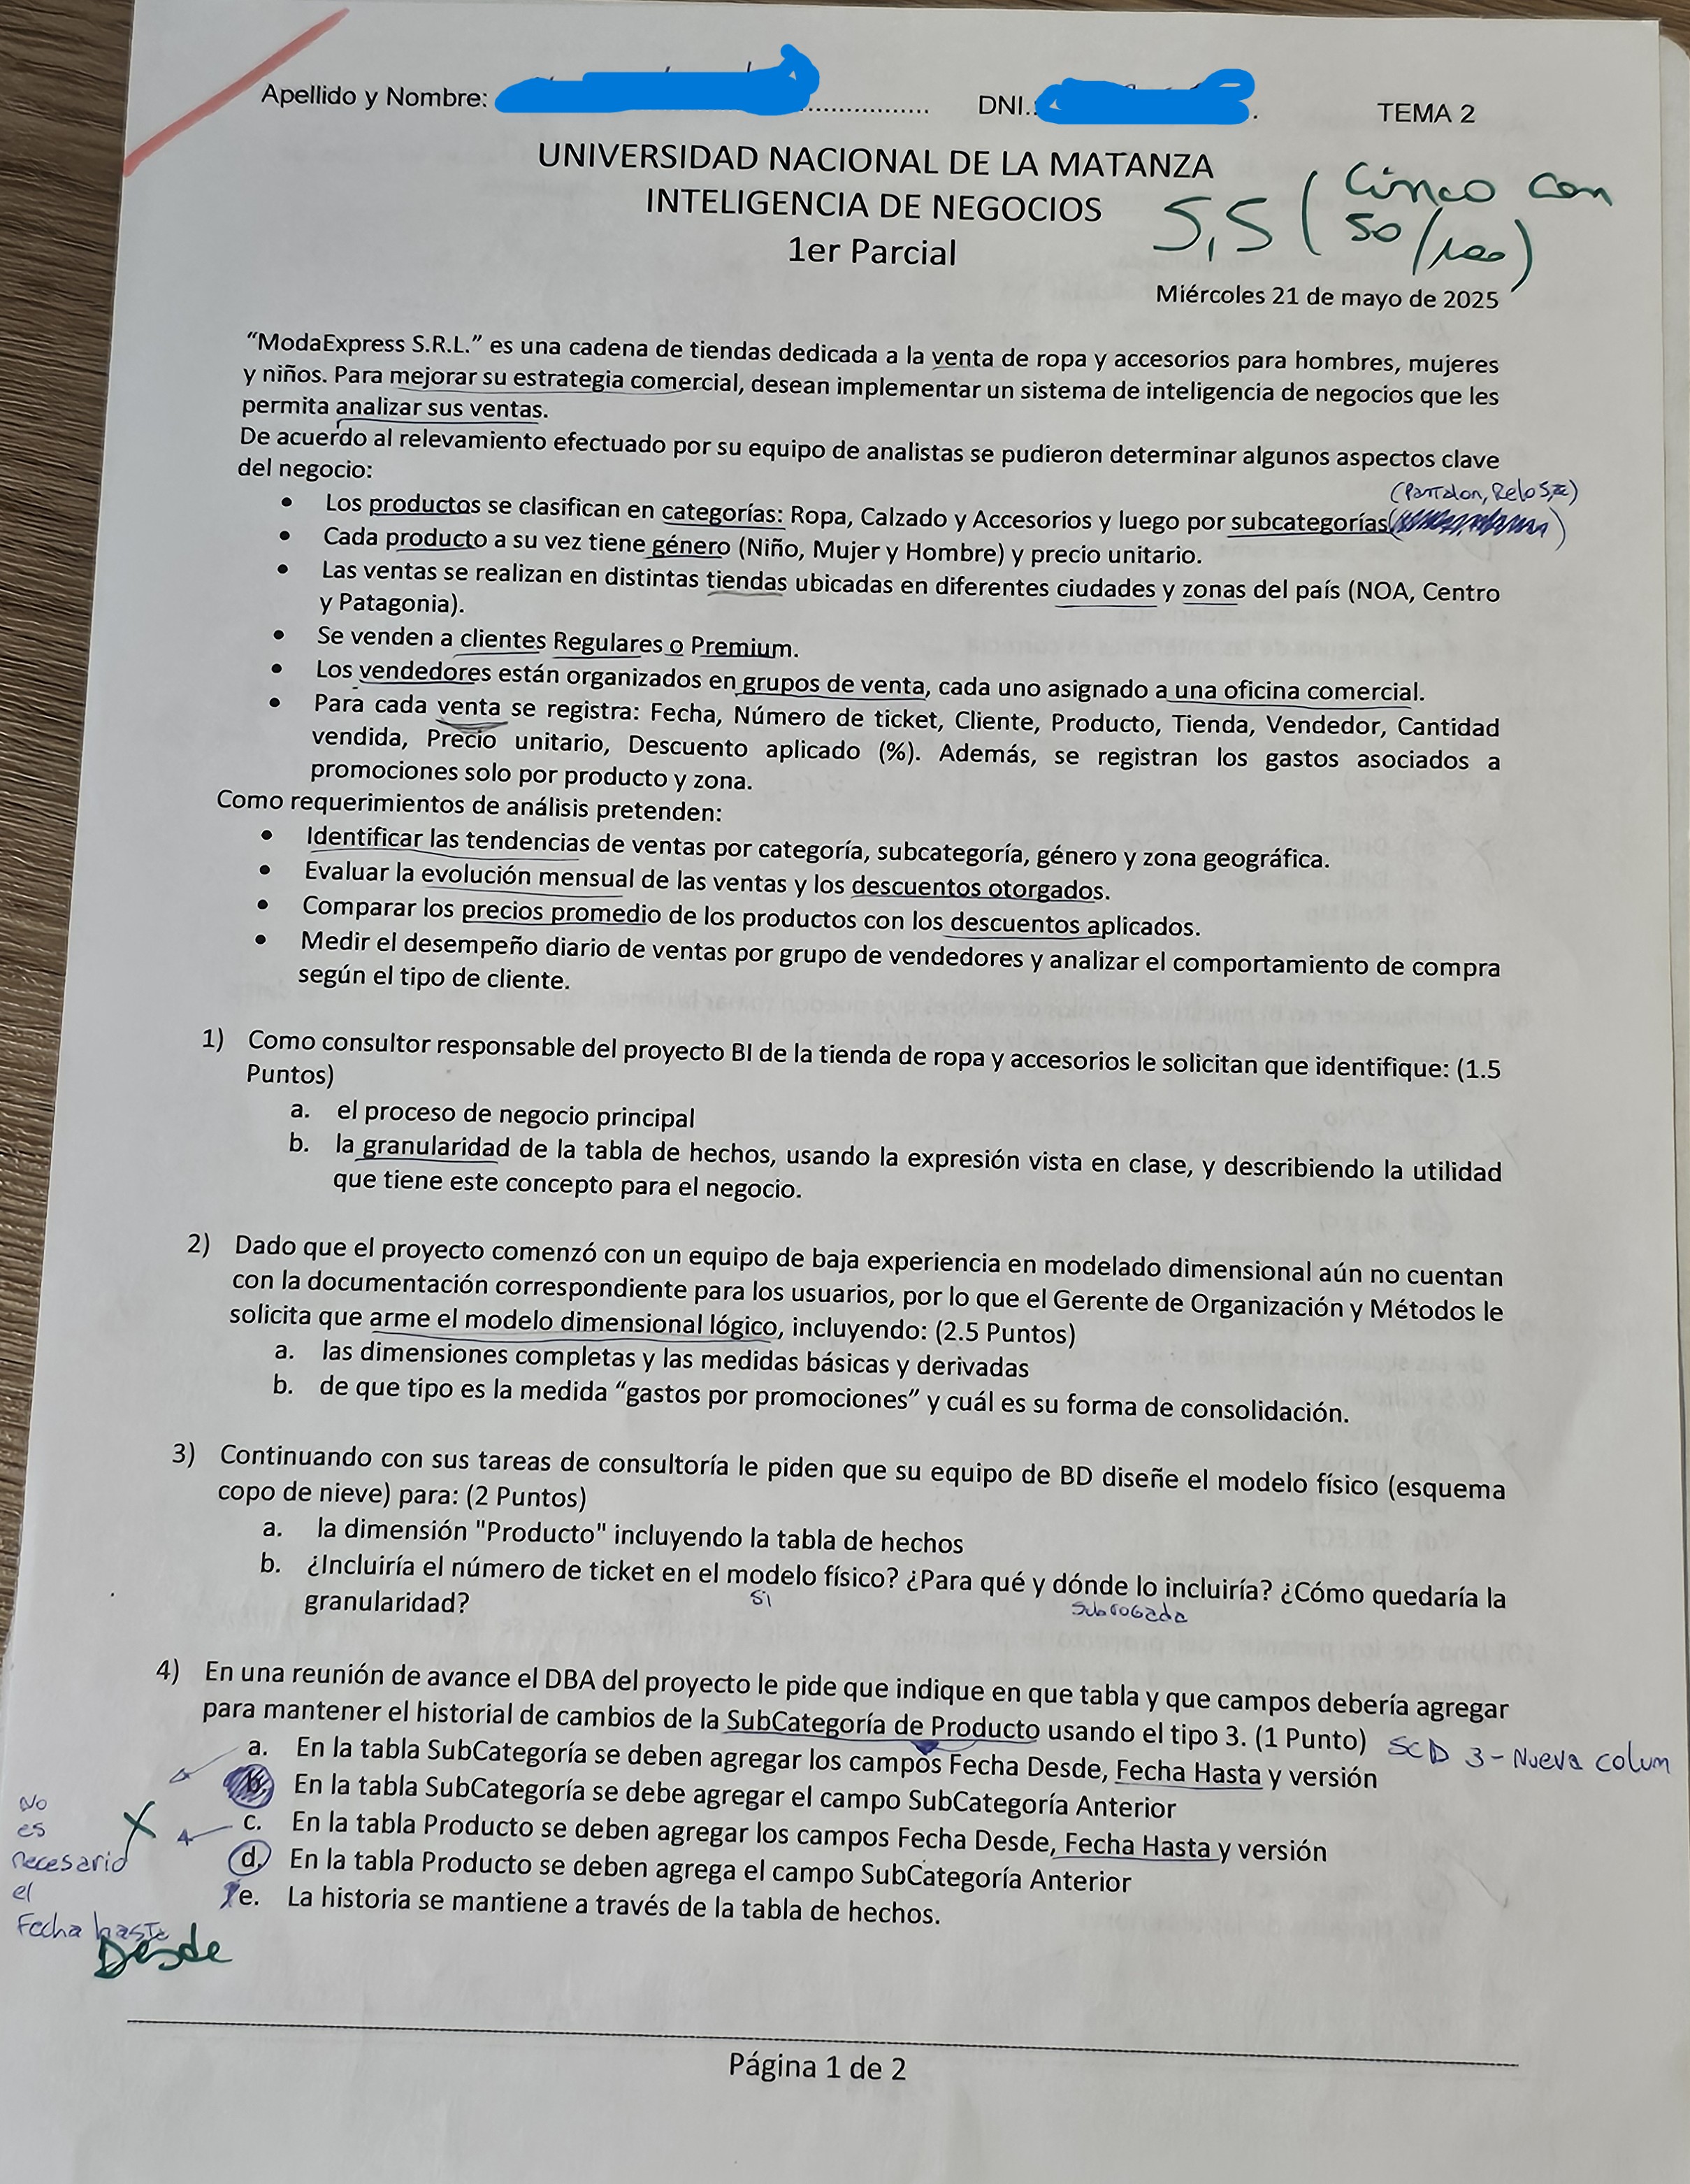 Apellido y Nombre: DNI.: TEMA 2
UNIVERSIDAD NACIONAL DE LA MATANZA
INTELIGENCIA DE NEGOCIOS
1er Parcial
5,5 ( Cinco con
50/100)
Miércoles 21 de mayo de 2025
“ModaExpress S.R.L.” es una cadena de tiendas dedicada a la venta de ropa y accesorios para hombres, mujeres
y niños. Para mejorar su estrategia comercial, desean implementar un sistema de inteligencia de negocios que les
permita analizar sus ventas.
De acuerdo al relevamiento efectuado por su equipo de analistas se pudieron determinar algunos aspectos clave
del negocio:
(Pantalon, Reloj, )
• Los productos se clasifican en categorías: Ropa, Calzado y Accesorios y luego por subcategorías
• Cada producto a su vez tiene género (Niño, Mujer y Hombre) y precio unitario.
• Las ventas se realizan en distintas tiendas ubicadas en diferentes ciudades y zonas del país (NOA, Centro
y Patagonia).
• Se venden a clientes Regulares o Premium.
• Los vendedores están organizados en grupos de venta, cada uno asignado a una oficina comercial.
• Para cada venta se registra: Fecha, Número de ticket, Cliente, Producto, Tienda, Vendedor, Cantidad
vendida, Precio unitario, Descuento aplicado (%). Además, se registran los gastos asociados a
promociones solo por producto y zona.
Como requerimientos de análisis pretenden:
• Identificar las tendencias de ventas por categoría, subcategoría, género y zona geográfica.
• Evaluar la evolución mensual de las ventas y los descuentos otorgados.
• Comparar los precios promedio de los productos con los descuentos aplicados.
• Medir el desempeño diario de ventas por grupo de vendedores y analizar el comportamiento de compra
según el tipo de cliente.
1) Como consultor responsable del proyecto BI de la tienda de ropa y accesorios le solicitan que identifique: (1.5
Puntos)
a. el proceso de negocio principal
b. la granularidad de la tabla de hechos, usando la expresión vista en clase, y describiendo la utilidad
que tiene este concepto para el negocio.
2) Dado que el proyecto comenzó con un equipo de baja experiencia en modelado dimensional aún no cuentan
con la documentación correspondiente para los usuarios, por lo que el Gerente de Organización y Métodos le
solicita que arme el modelo dimensional lógico, incluyendo: (2.5 Puntos)
a. las dimensiones completas y las medidas básicas y derivadas
b. de que tipo es la medida “gastos por promociones” y cuál es su forma de consolidación.
3) Continuando con sus tareas de consultoría le piden que su equipo de BD diseñe el modelo físico (esquema
copo de nieve) para: (2 Puntos)
a. la dimensión "Producto" incluyendo la tabla de hechos
b. ¿Incluiría el número de ticket en el modelo físico? ¿Para qué y dónde lo incluiría? ¿Cómo quedaría la
granularidad?
Si Subrogada
4) En una reunión de avance el DBA del proyecto le pide que indique en que tabla y que campos debería agregar
para mantener el historial de cambios de la SubCategoría de Producto usando el tipo 3. (1 Punto) SCD 3 - Nueva colum
a. En la tabla SubCategoría se deben agregar los campos Fecha Desde, Fecha Hasta y versión
b. En la tabla SubCategoría se debe agregar el campo SubCategoría Anterior
c. En la tabla Producto se deben agregar los campos Fecha Desde, Fecha Hasta y versión
d. En la tabla Producto se deben agrega el campo SubCategoría Anterior
e. La historia se mantiene a través de la tabla de hechos.
No
es
necesario
el
Fecha haste
Desde
Página 1 de 2